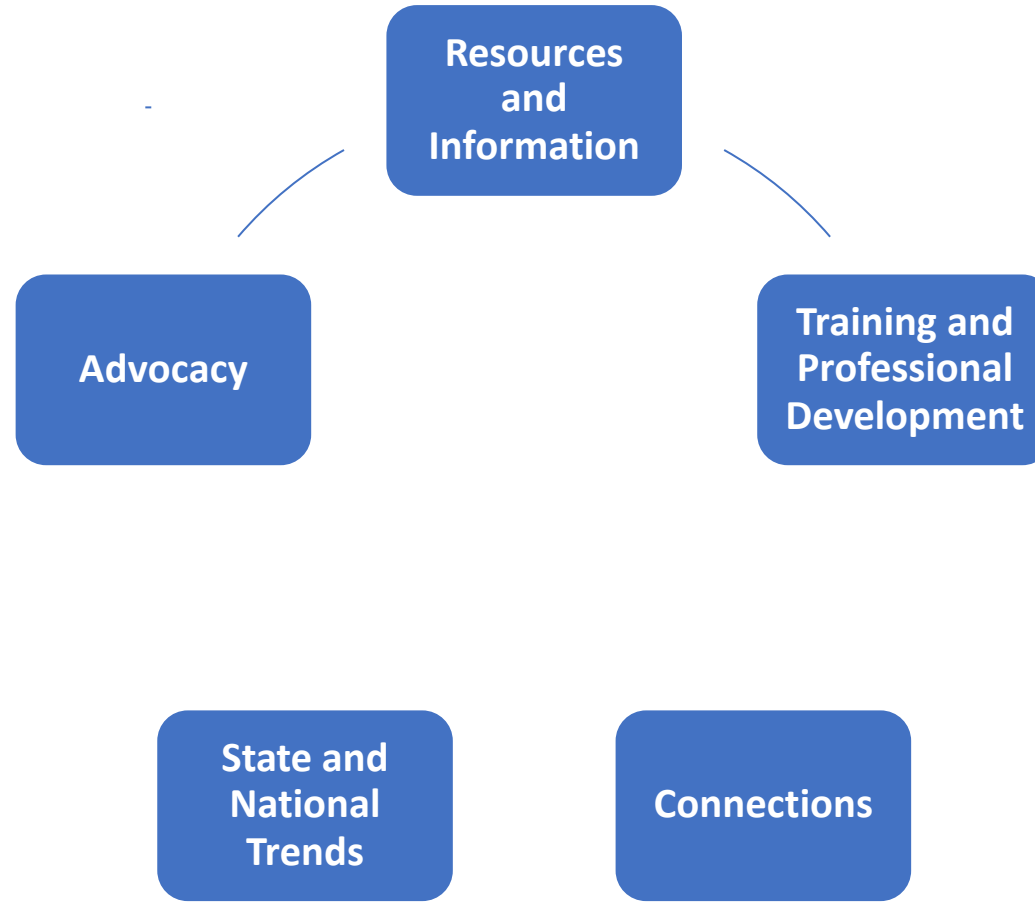 Resources
and
Information
Advocacy
Training and
Professional
Development
State and
National
Trends
Connections